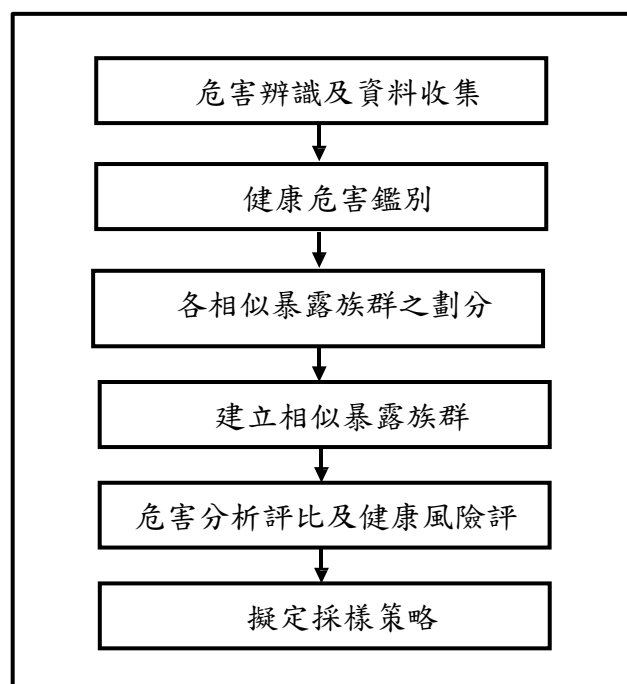 危害辨識及資料收集
健康危害鑑別
各相似暴露族群之劃分
建立相似暴露族群
危害分析評比及健康風險評
擬定採樣策略